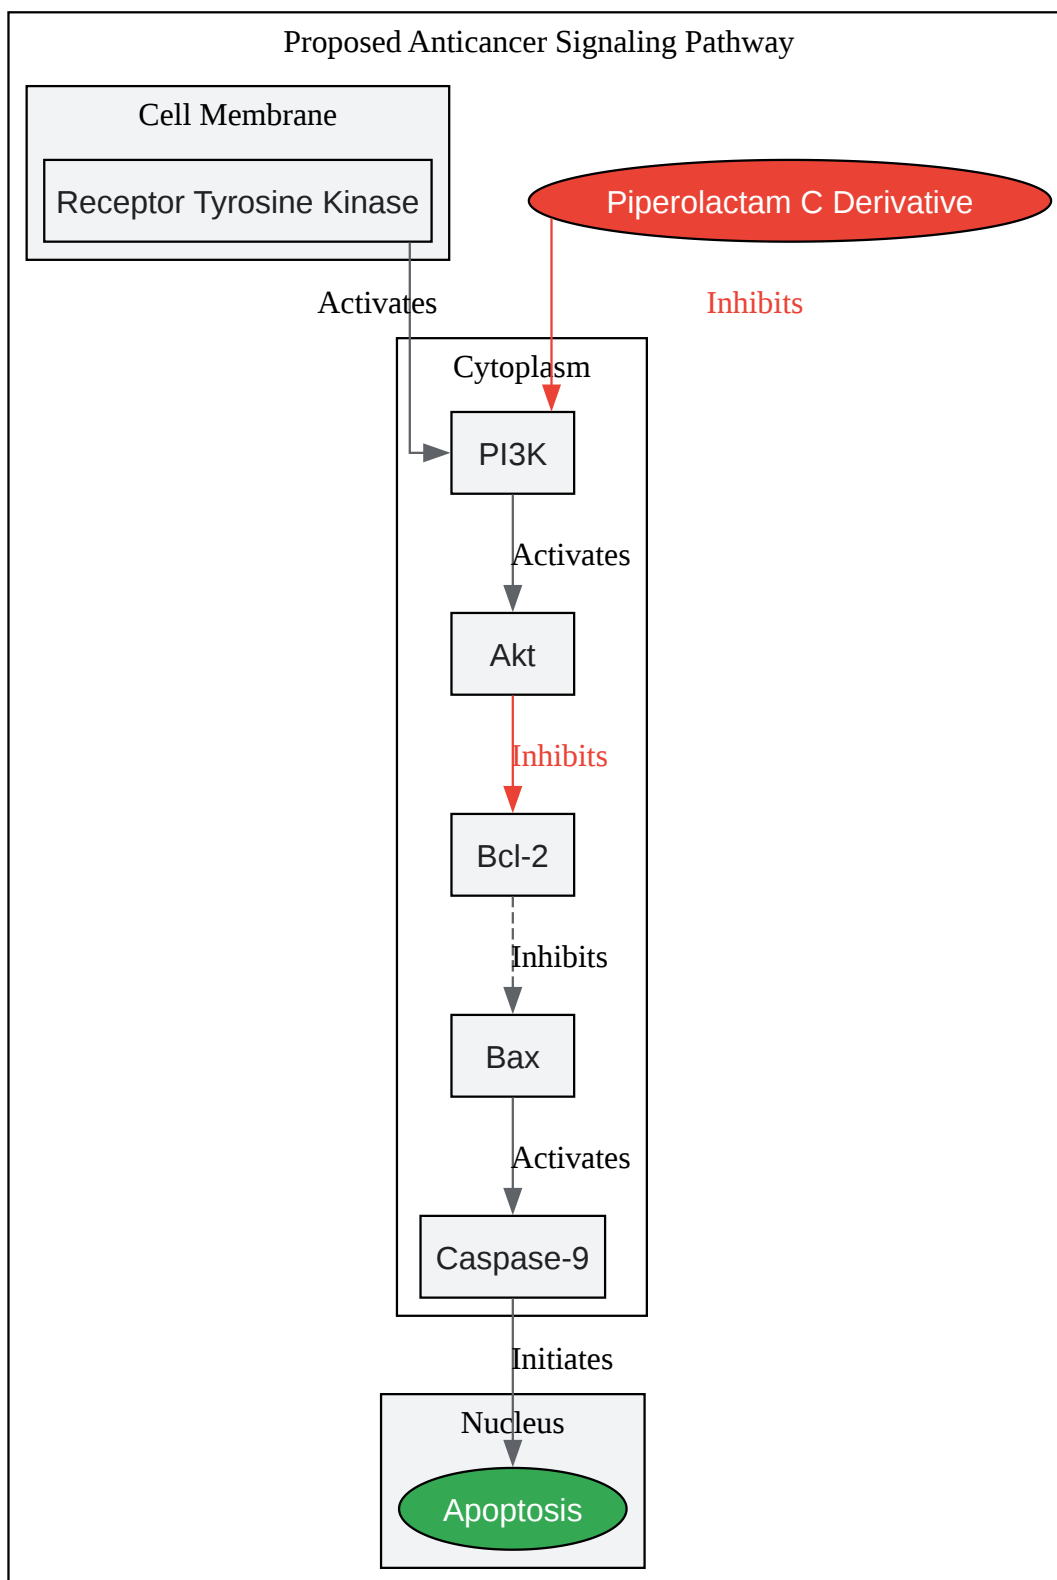 Proposed Anticancer Signaling Pathway
Cell Membrane
Receptor Tyrosine Kinase
Piperolactam C Derivative
Activates
Inhibits
Cytoplasm
PI3K
Activates
Akt
Inhibits
Bcl-2
Inhibits
Bax
Activates
Caspase-9
Initiates
Nucleus
Apoptosis